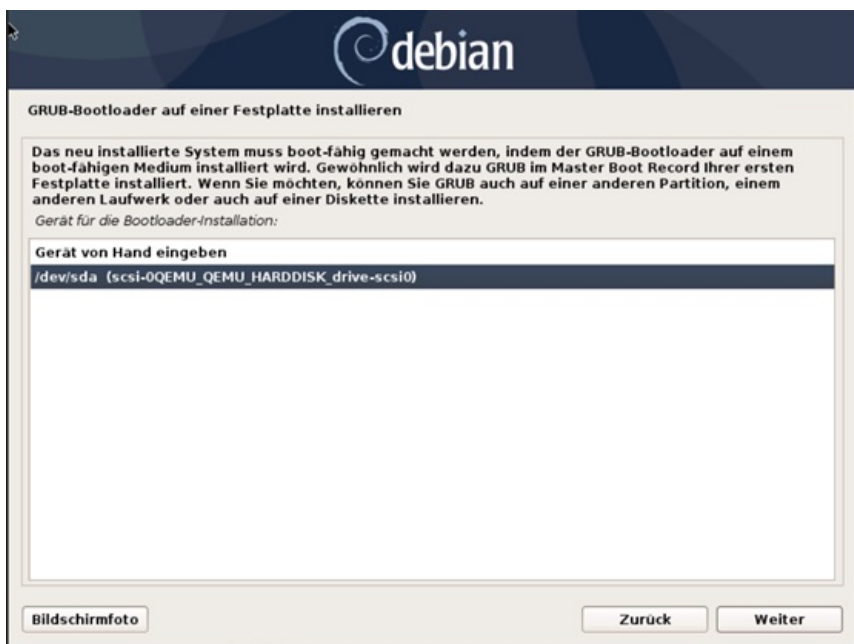 debian
GRUB-Bootloader auf einer Festplatte installieren
Das neu installierte System muss boot-fähig gemacht werden, indem der GRUB-Bootloader auf einem
boot-fähigen Medium installiert wird. Gewöhnlich wird dazu GRUB im Master Boot Record Ihrer ersten
Festplatte installiert. Wenn Sie möchten, können Sie GRUB auch auf einer anderen Partition, einem
anderen Laufwerk oder auch auf einer Diskette installieren.
Gerät für die Bootloader-Installation:
Gerät von Hand eingeben
/dev/sda (scsi-0QEMU_QEMU_HARDDISK_drive-scsi0)
Bildschirmfoto
Zurück
Weiter